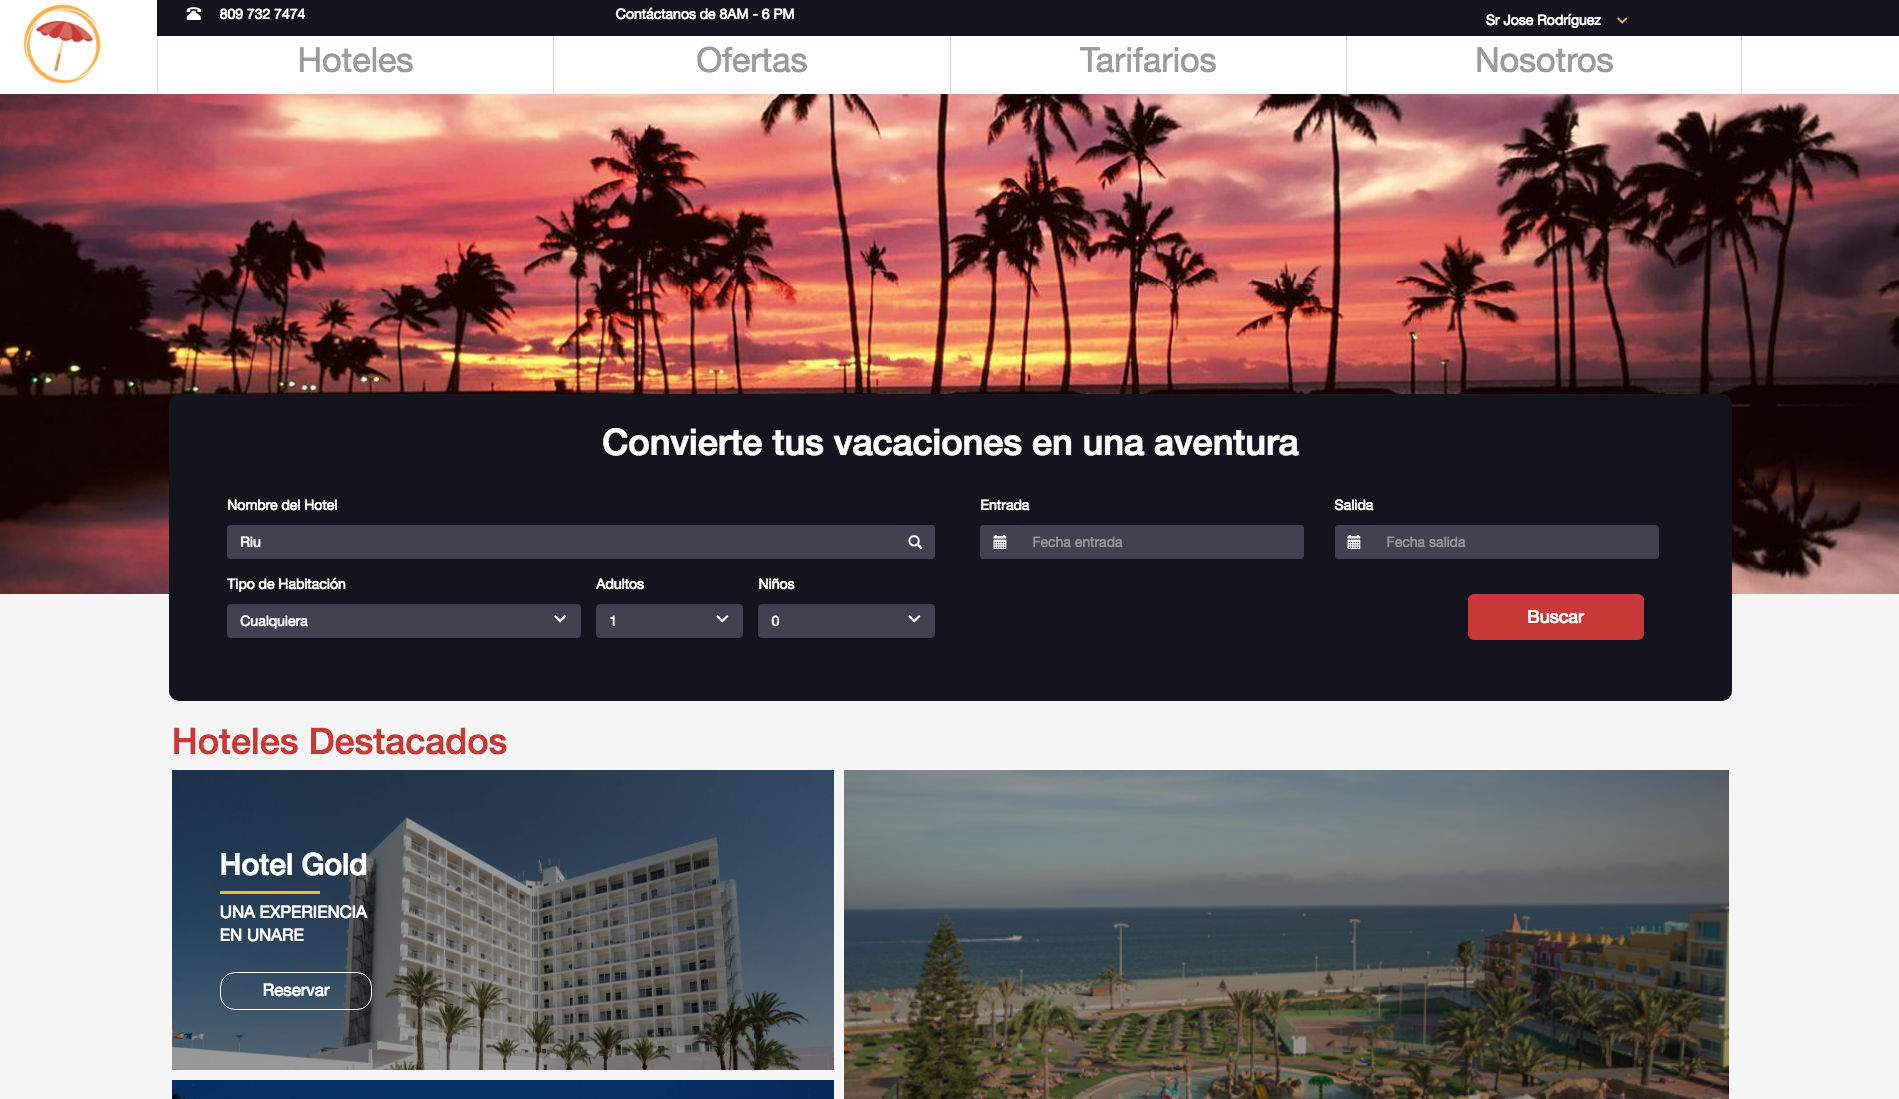 809 732 7474
Contáctanos de 8AM - 6 PM
Sr Jose Rodríguez
Hoteles
Ofertas
Tarifarios
Nosotros
Convierte tus vacaciones en una aventura
Nombre del Hotel
Entrada
Salida
Riu
Fecha entrada
Fecha salida
Tipo de Habitación
Adultos
Niños
Cualquiera
1
0
Buscar
Hoteles Destacados
Hotel Gold
UNA EXPERIENCIA
EN UNARE
Reservar